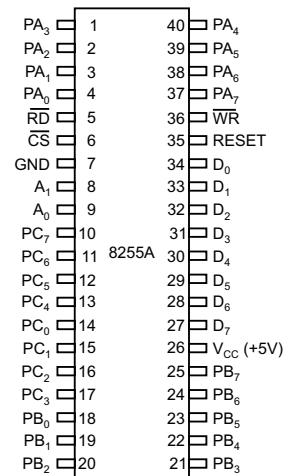 PA₃ 1 40 PA₄
PA₂ 2 39 PA₅
PA₁ 3 38 PA₆
PA₀ 4 37 PA₇
R̅D̅ 5 36 W̅R̅
C̅S̅ 6 35 RESET
GND 7 34 D₀
A₁ 8 33 D₁
A₀ 9 32 D₂
PC₇ 10 31 D₃
PC₆ 11 8255A 30 D₄
PC₅ 12 29 D₅
PC₄ 13 28 D₆
PC₀ 14 27 D₇
PC₁ 15 26 V_CC (+5V)
PC₂ 16 25 PB₇
PC₃ 17 24 PB₆
PB₀ 18 23 PB₅
PB₁ 19 22 PB₄
PB₂ 20 21 PB₃